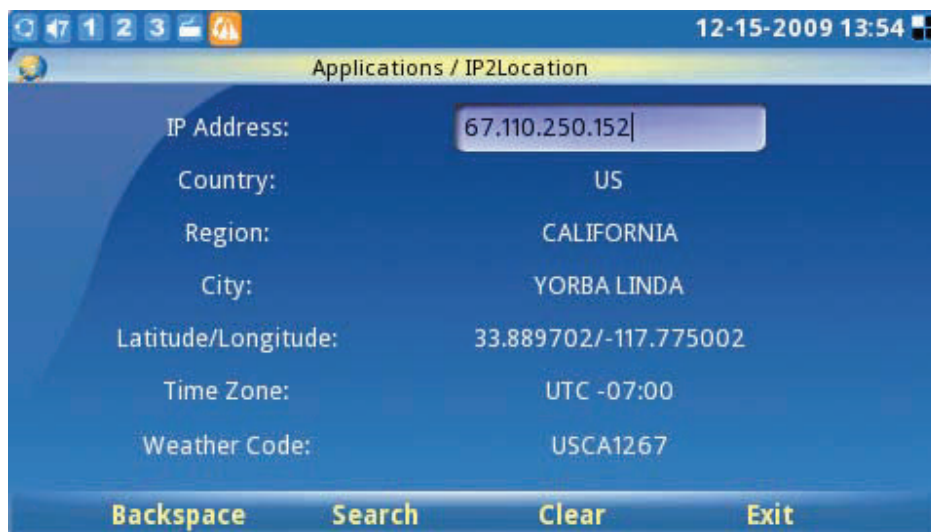 47 1 2 3 12-15-2009 13:54
Applications / IP2Location
IP Address: 67.110.250.152
Country: US
Region: CALIFORNIA
City: YORBA LINDA
Latitude/Longitude: 33.889702/-117.775002
Time Zone: UTC -07:00
Weather Code: USCA1267
Backspace Search Clear Exit